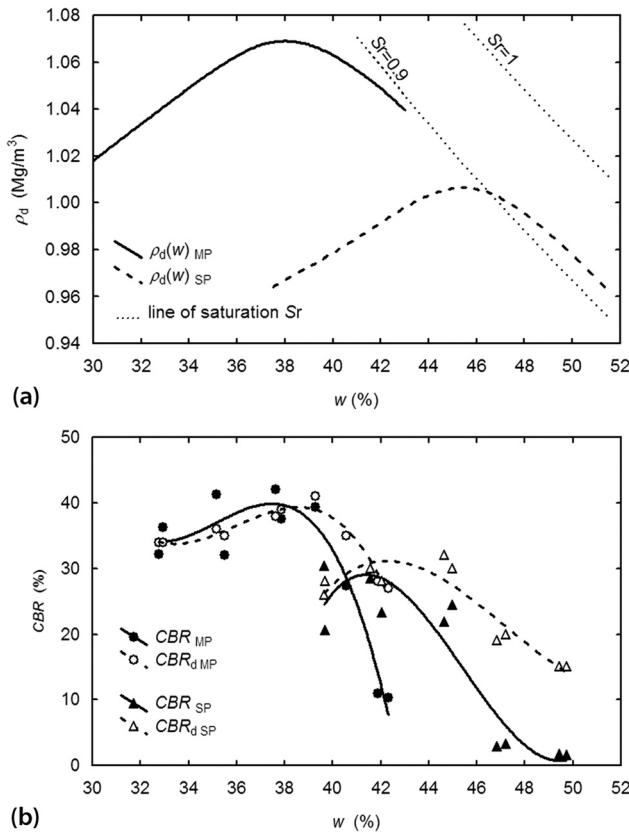 1.08
1.06
1.04
1.02
1.00
0.98
0.96
0.94
ρd (Mg/m³)
Sr=0.9
Sr=1
ρd(w) MP
ρd(w) SP
line of saturation Sr
30 32 34 36 38 40 42 44 46 48 50 52
(a)
w (%)
50
40
30
20
10
0
CBR (%)
CBR MP
CBRd MP
CBR SP
CBRd SP
30 32 34 36 38 40 42 44 46 48 50 52
(b)
w (%)